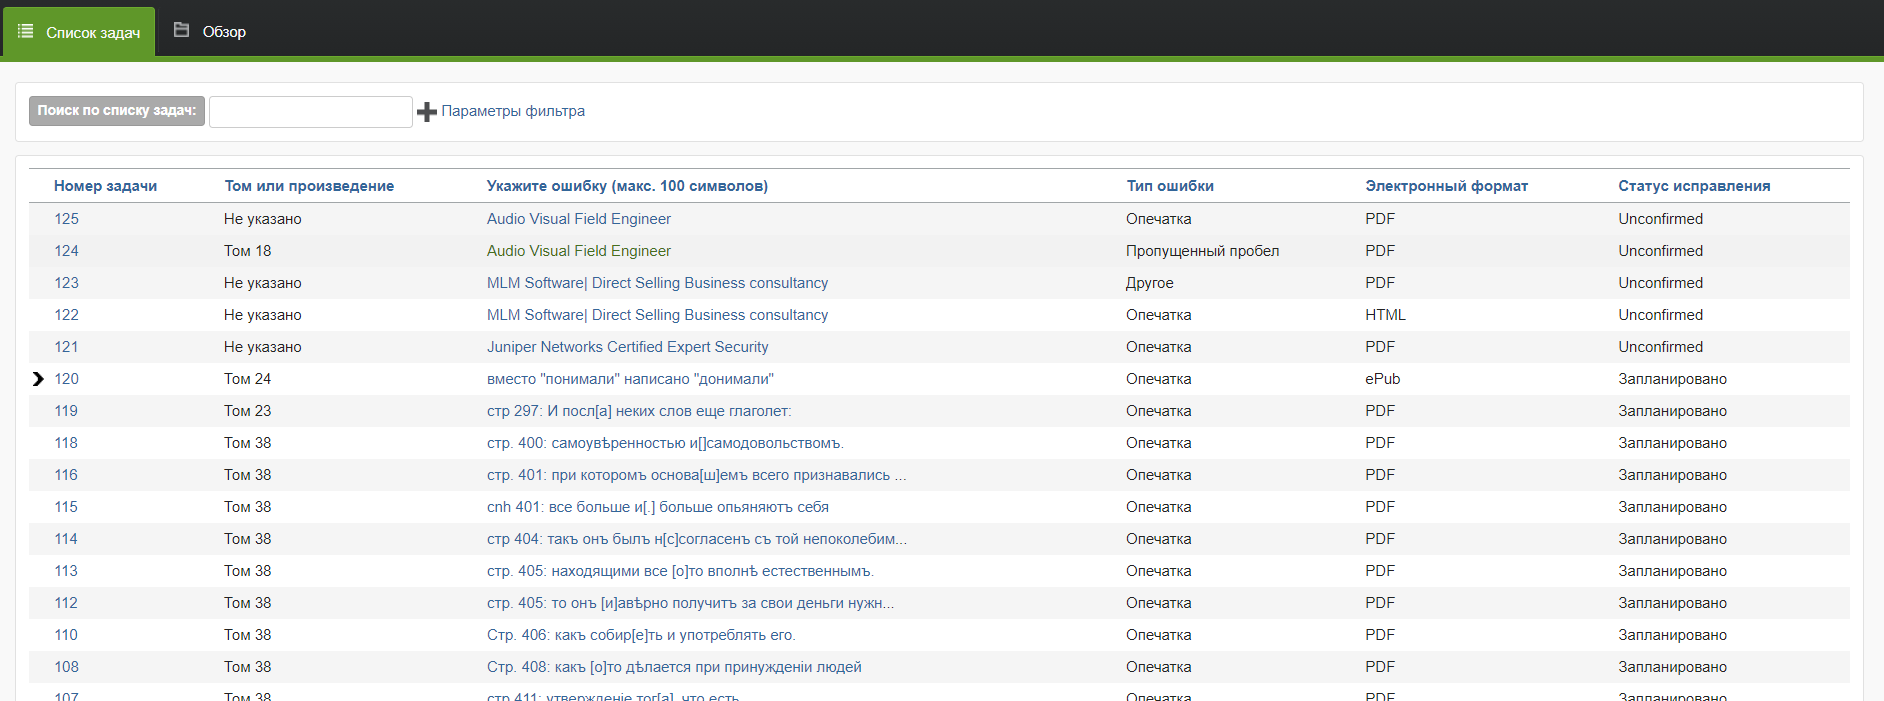 Список задач Обзор
Поиск по списку задач: Параметры фильтра
Номер задачи Том или произведение Укажите ошибку (макс. 100 символов) Тип ошибки Электронный формат Статус исправления
125 Не указано Audio Visual Field Engineer Опечатка PDF Unconfirmed
124 Том 18 Audio Visual Field Engineer Пропущенный пробел PDF Unconfirmed
123 Не указано MLM Software| Direct Selling Business consultancy Другое PDF Unconfirmed
122 Не указано MLM Software| Direct Selling Business consultancy Опечатка HTML Unconfirmed
121 Не указано Juniper Networks Certified Expert Security Опечатка PDF Unconfirmed
120 Том 24 вместо "понимали" написано "донимали" Опечатка ePub Запланировано
119 Том 23 стр 297: И посл[а] неких слов еще глаголет: Опечатка PDF Запланировано
118 Том 38 стр. 400: самоувѣренностью и[]самодовольствомъ. Опечатка PDF Запланировано
116 Том 38 стр. 401: при которомъ основа[ш]емъ всего признавались ... Опечатка PDF Запланировано
115 Том 38 cnh 401: все больше и[.] больше опьяняютъ себя Опечатка PDF Запланировано
114 Том 38 стр 404: такъ онъ былъ н[с]согласенъ съ той непоколебим... Опечатка PDF Запланировано
113 Том 38 стр. 405: находящими все [о]то вполнѣ естественнымъ. Опечатка PDF Запланировано
112 Том 38 стр. 405: то онъ [и]авѣрно получитъ за свои деньги нужн... Опечатка PDF Запланировано
110 Том 38 Стр. 406: какъ собир[е]ть и употреблять его. Опечатка PDF Запланировано
108 Том 38 Стр. 408: какъ [о]то дѣлается при принужденіи людей Опечатка PDF Запланировано
107 Том 38 стр 411: утвержденіе тог[а], что есть Опечатка PDF Запланировано